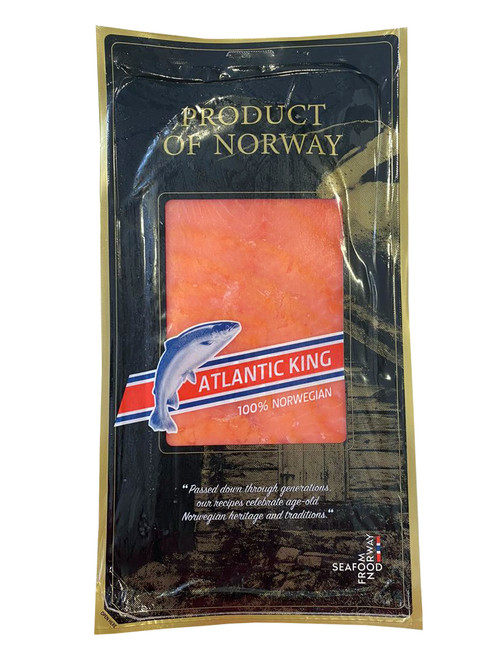 PRODUCT
OF NORWAY
ATLANTIC KING
100% NORWEGIAN
“Passed down through generations,
our recipes celebrate age-old
Norwegian heritage and traditions.”
SEAFOOD
FROM
NORWAY